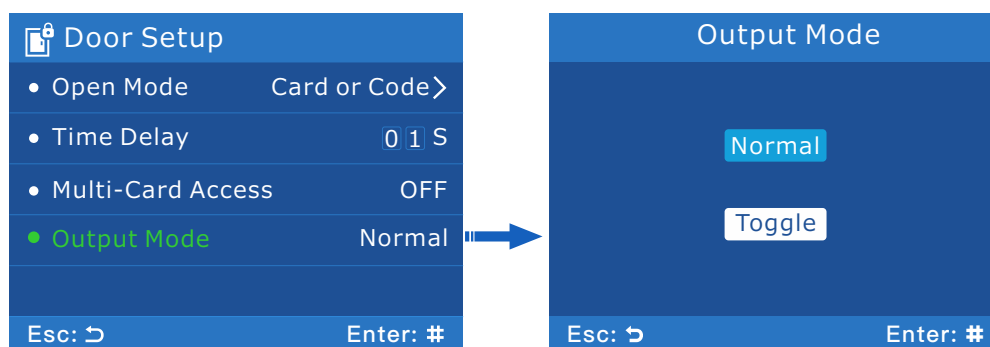 Door Setup
Open Mode Card or Code>
Time Delay 01 S
Multi-Card Access OFF
Output Mode Normal
Esc: ⮌ Enter: #
Output Mode
Normal
Toggle
Esc: ⮌ Enter: #